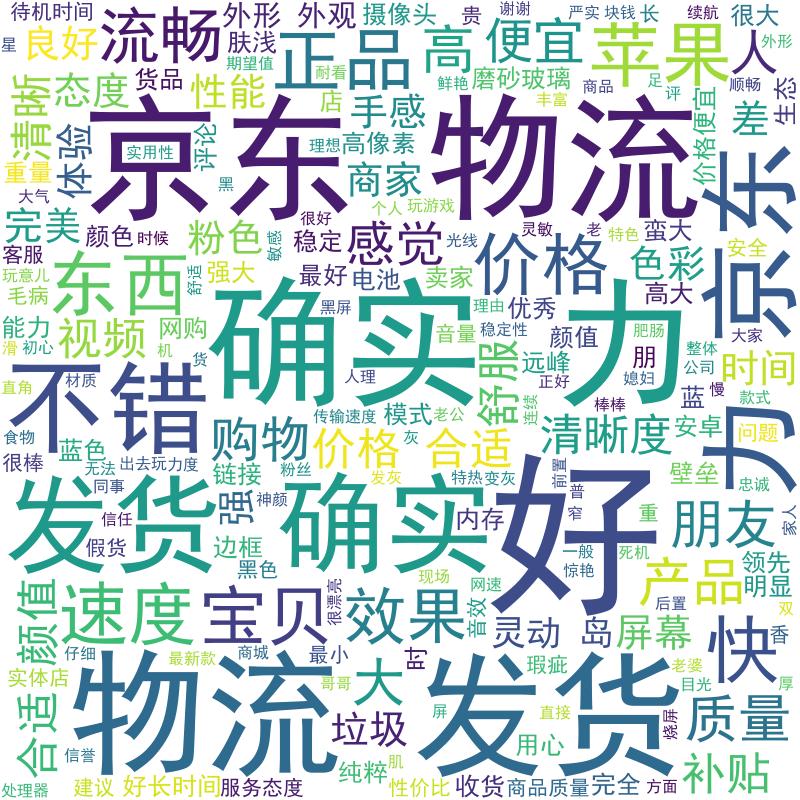 待机时间
流畅
外形
外观
摄像头
贵
谢谢
严实
块钱
长
续航
很大
星
良好
肤浅
正品
高
便宜
苹果
人
外形
期望值
耐看
鲜艳
磨砂玻璃
商品
足
评
顺畅
生态
清晰
态度
货品
性能
店
手感
丰富
价格便宜
差
京东
物流
体验
实用性
评论
理想
高像素
重量
商家
大气
黑
个人
玩游戏
京东
完美
颜色
时候
粉色
很好
稳定
感觉
光线
灵敏
老
特色
蛮大
安全
客服
敏感
价格
色彩
玩意儿
东西
舒适
强大
最好
电池
卖家
高大
毛病
确实
力
黑屏
理由
优秀
能力
视频
网购
音量
稳定性
颜值
肥肠
大家
滑
初心
机
货
舒服
远峰
朋
整体
时间
直角
不错
材质
人理
正好
媳妇
公司
慢
棒棒
蓝
款式
力
食物
购物
传输速度
老公
模式
连续
清晰度
安卓
问题
很棒
蓝色
无法
出去玩力度
灰
价格
合适
链接
粉丝
发灰
特热变灰
前置
壁垒
忠诚
同事
发货
信任
强
神颜
确实
好
普
窄
重
朋友
家人
假货
边框
内存
一般
死机
领先
黑色
现场
网速
惊艳
产品
明显
颜值
速度
宝贝
很漂亮
效果
音效
灵动
岛
屏幕
后置
双
快
香
仔细
最新款
商城
最小
时
瑕疵
老婆
实体店
物流
哥哥
大
发货
目光
厚
合适
屏
直接
烧屏
质量
信誉
垃圾
用心
补贴
纯粹
肌
处理器
建议
好长时间
服务态度
性价比
收货
商品质量
完全
方面